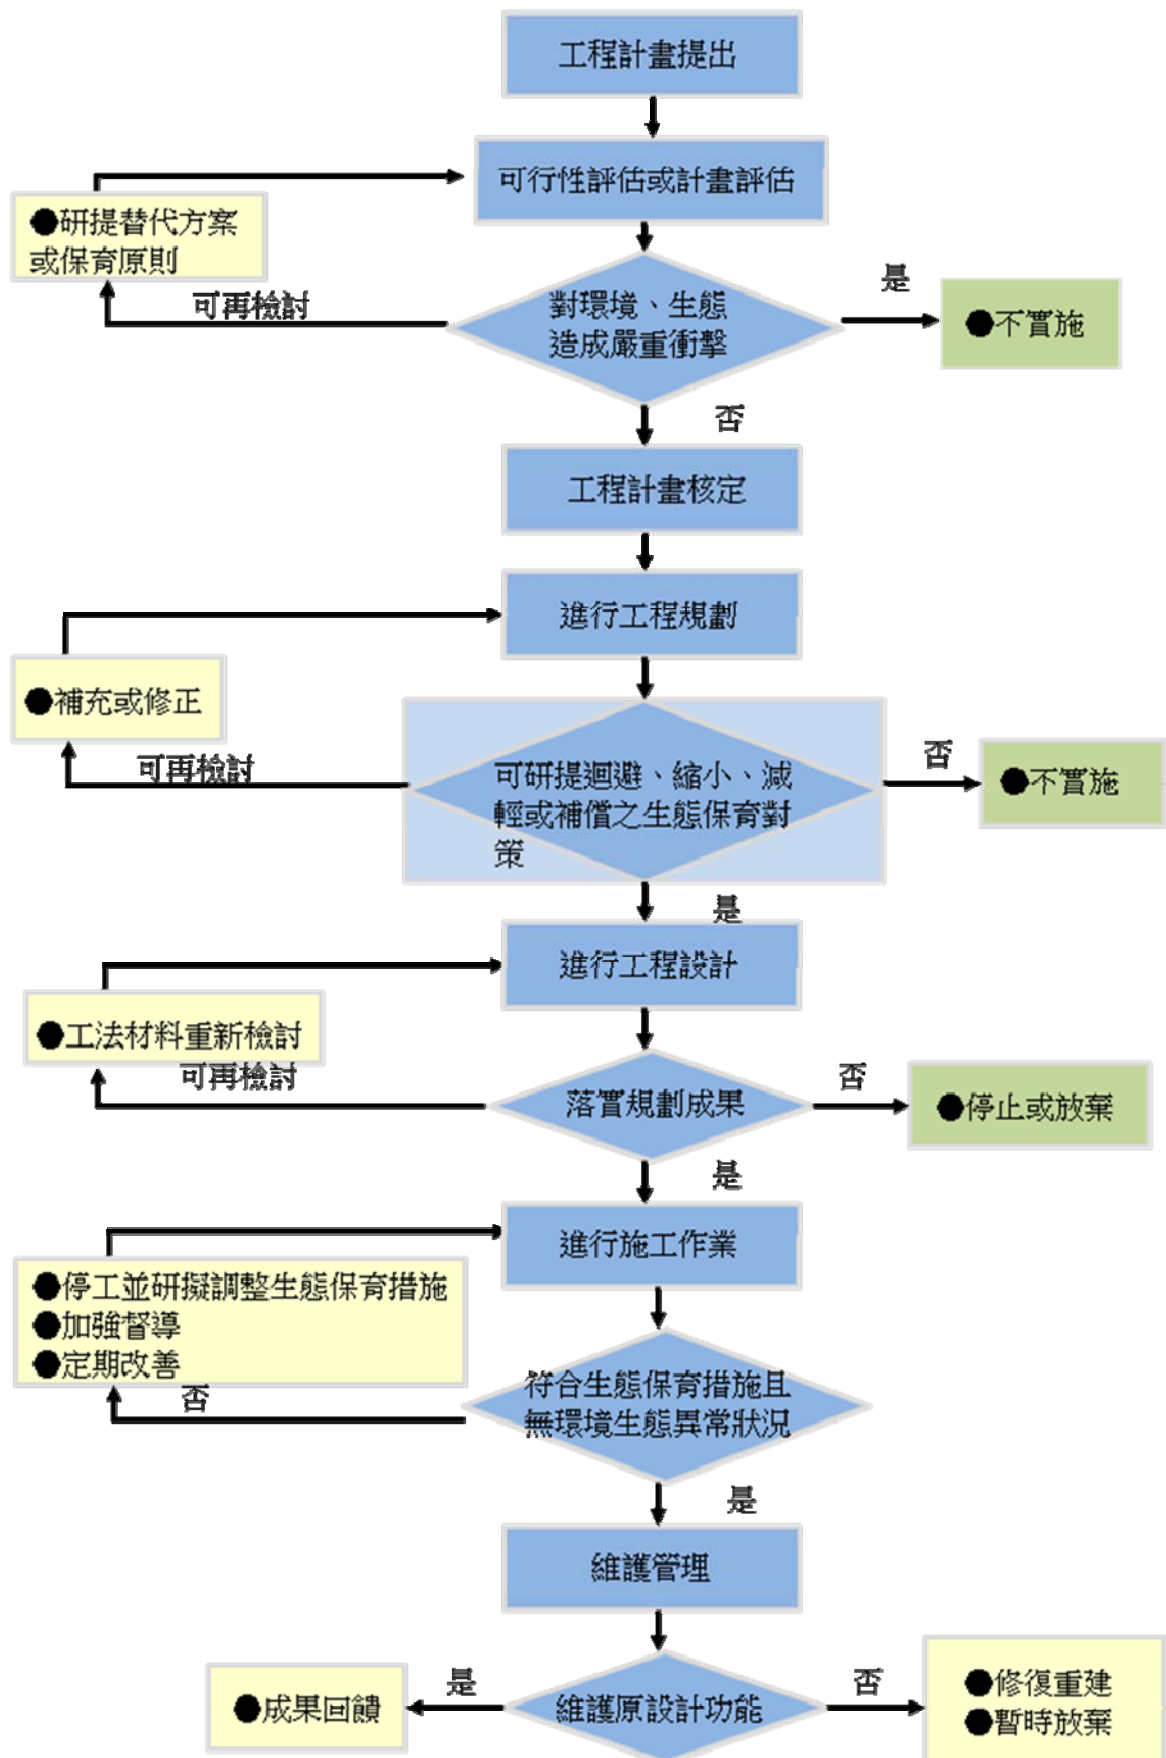 工程計畫提出
可行性評估或計畫評估
●研提替代方案
或保育原則
可再檢討
對環境、生態
造成嚴重衝擊
是
●不實施
否
工程計畫核定
進行工程規劃
●補充或修正
可再檢討
可研提迴避、縮小、減
輕或補償之生態保育對
策
否
●不實施
是
進行工程設計
●工法材料重新檢討
可再檢討
落實規劃成果
否
●停止或放棄
是
進行施工作業
●停工並研擬調整生態保育措施
●加強督導
●定期改善
否
符合生態保育措施且
無環境生態異常狀況
是
維護管理
維護原設計功能
是
●成果回饋
否
●修復重建
●暫時放棄